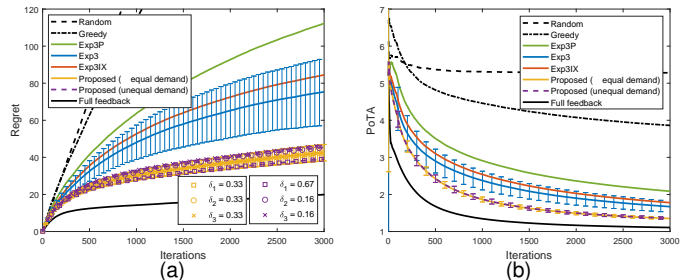 120
100
80
60
40
20
0
Regret
Random
Greedy
Exp3P
Exp3
Exp3IX
Proposed ( equal demand)
Proposed (unequal demand)
Full feedback
δ1 = 0.33
δ2 = 0.33
δ3 = 0.33
δ1 = 0.67
δ2 = 0.16
δ3 = 0.16
0 500 1000 1500 2000 2500 3000
Iterations
(a)
7
6
5
4
3
2
1
PoTA
Random
Greedy
Exp3P
Exp3
Exp3IX
Proposed ( equal demand)
Proposed (unequal demand)
Full feedback
0 500 1000 1500 2000 2500 3000
Iterations
(b)